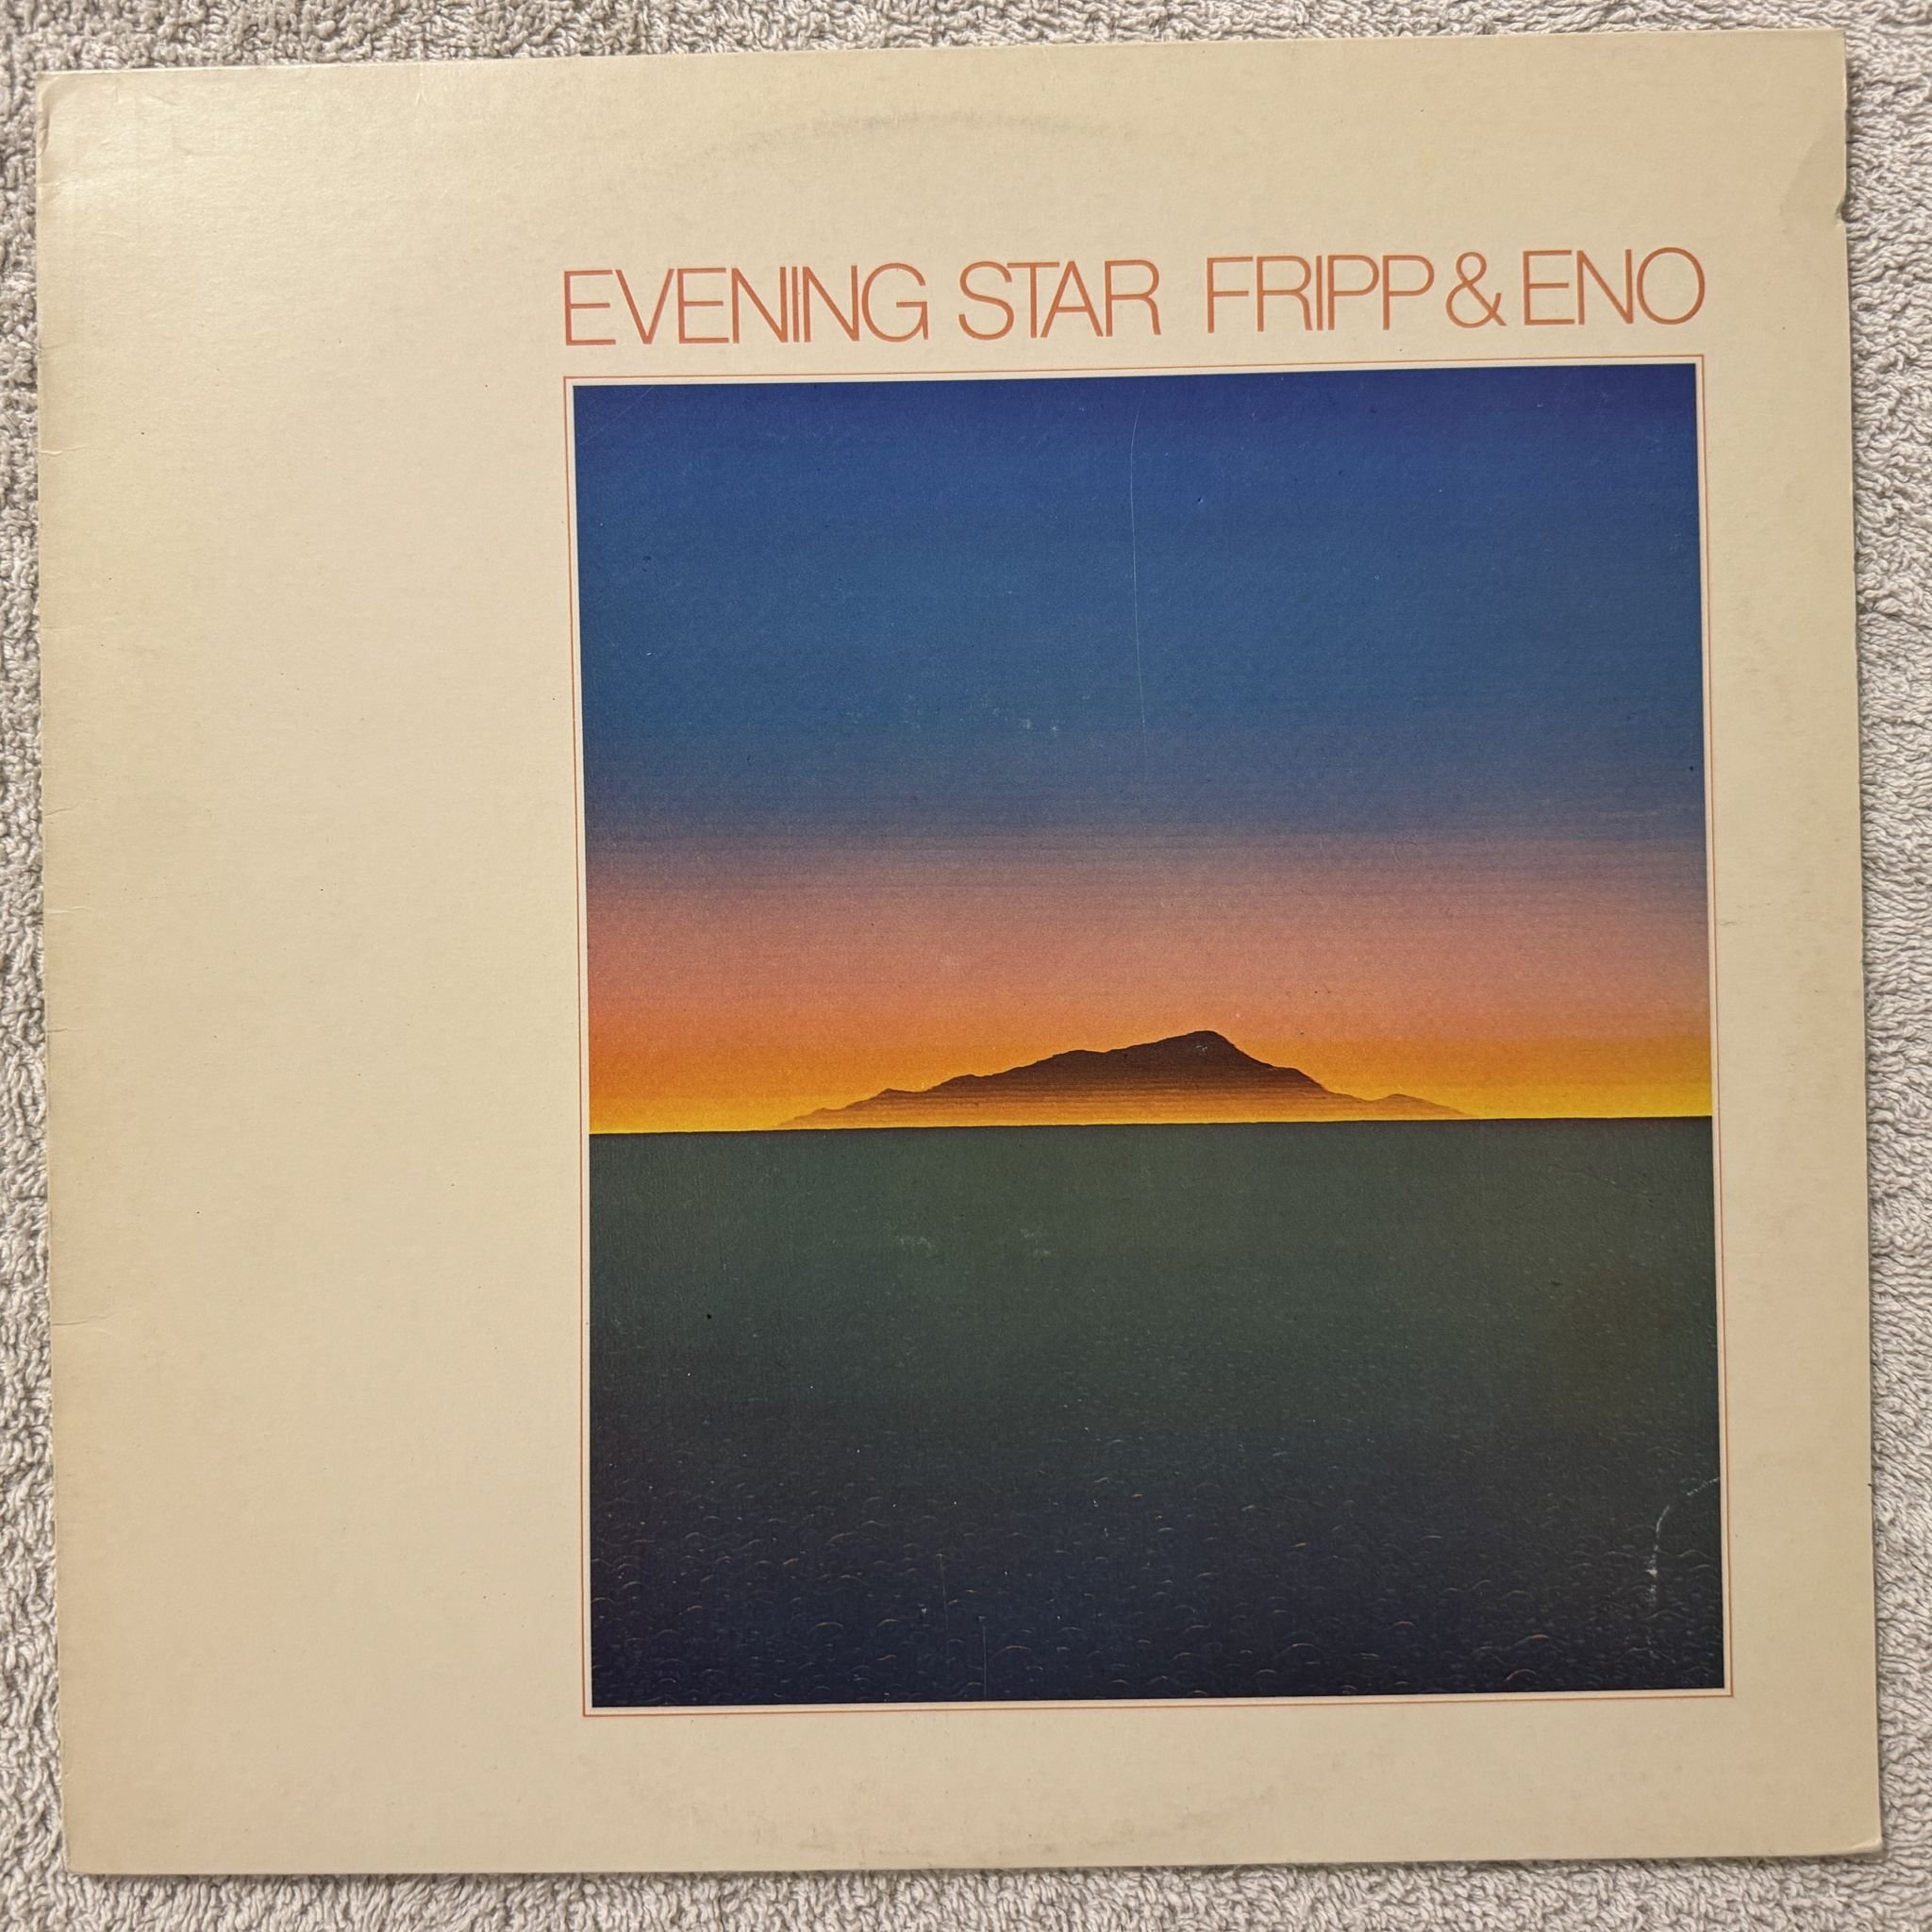 EVENING STAR FRIPP & ENO